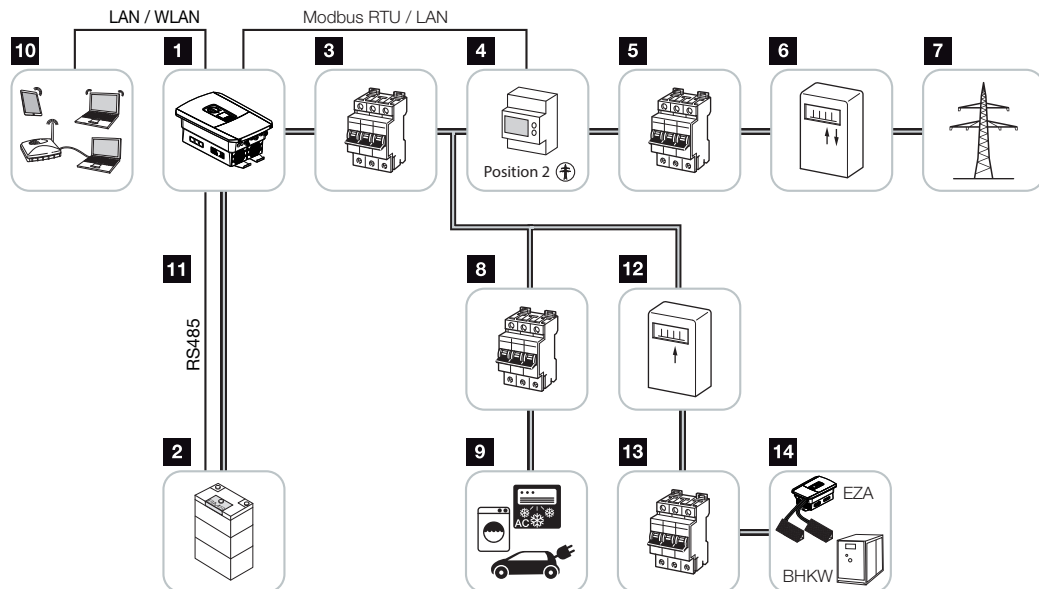 LAN / WLAN
Modbus RTU / LAN
10
1
3
4
5
6
7
Position 2
11
8
12
RS485
2
9
13
14
AC
EZA
BHKW